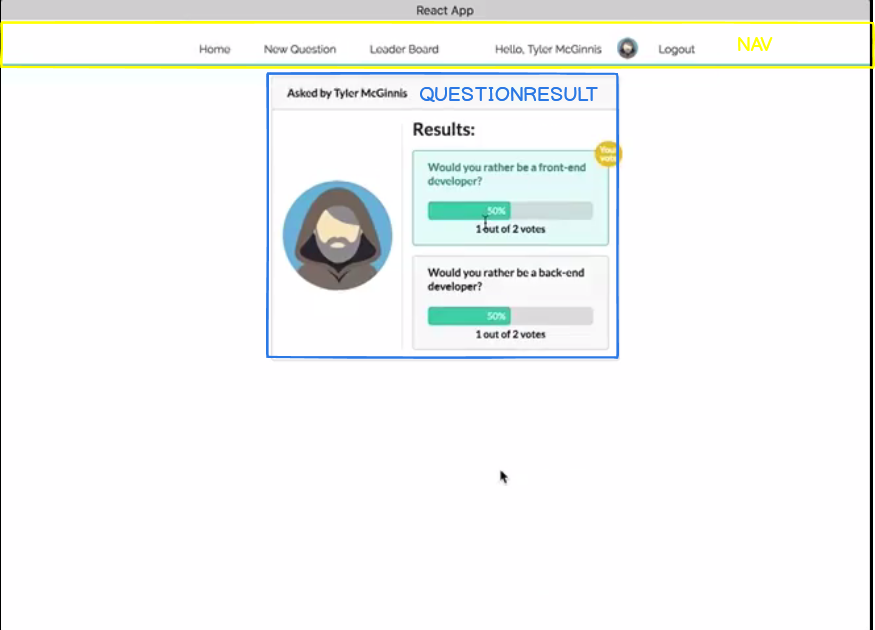 React App
Home New Question Leader Board Hello, Tyler McGinnis Logout NAV
Asked by Tyler McGinnis QUESTIONRESULT
Results:
Your
vote
Would you rather be a front-end
developer?
50%
1 out of 2 votes
Would you rather be a back-end
developer?
50%
1 out of 2 votes